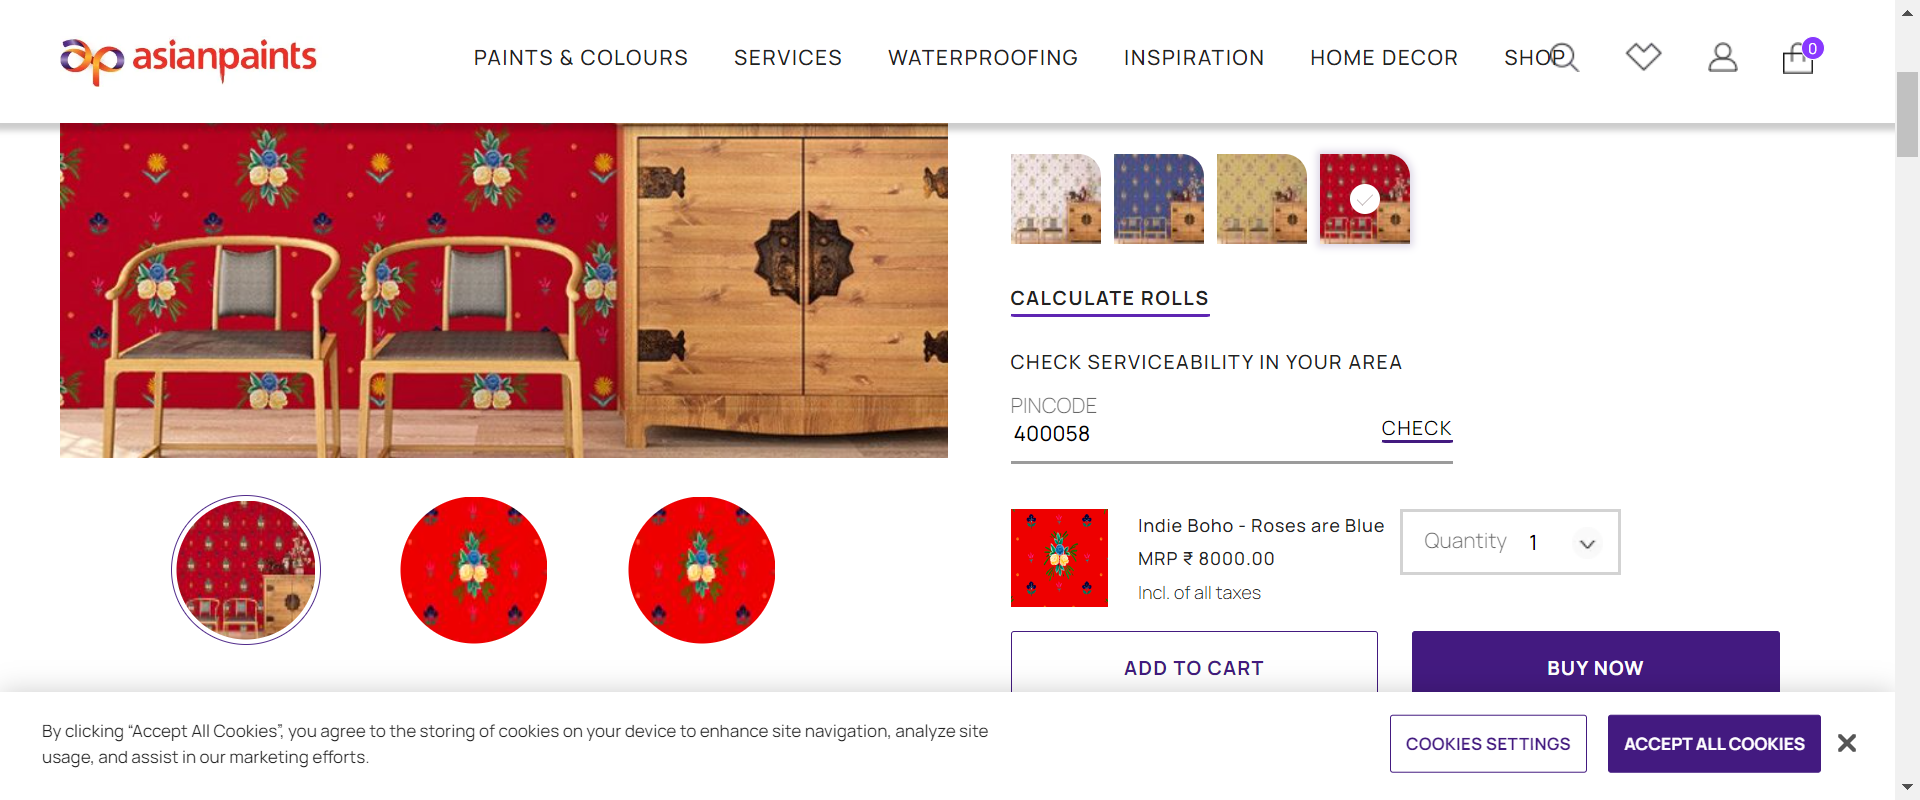 asianpaints
PAINTS & COLOURS SERVICES WATERPROOFING INSPIRATION HOME DECOR SHOP
0
CALCULATE ROLLS
CHECK SERVICEABILITY IN YOUR AREA
PINCODE
400058
CHECK
Indie Boho - Roses are Blue
MRP ₹ 8000.00
Incl. of all taxes
Quantity 1
ADD TO CART
BUY NOW
By clicking “Accept All Cookies”, you agree to the storing of cookies on your device to enhance site navigation, analyze site
usage, and assist in our marketing efforts.
COOKIES SETTINGS
ACCEPT ALL COOKIES